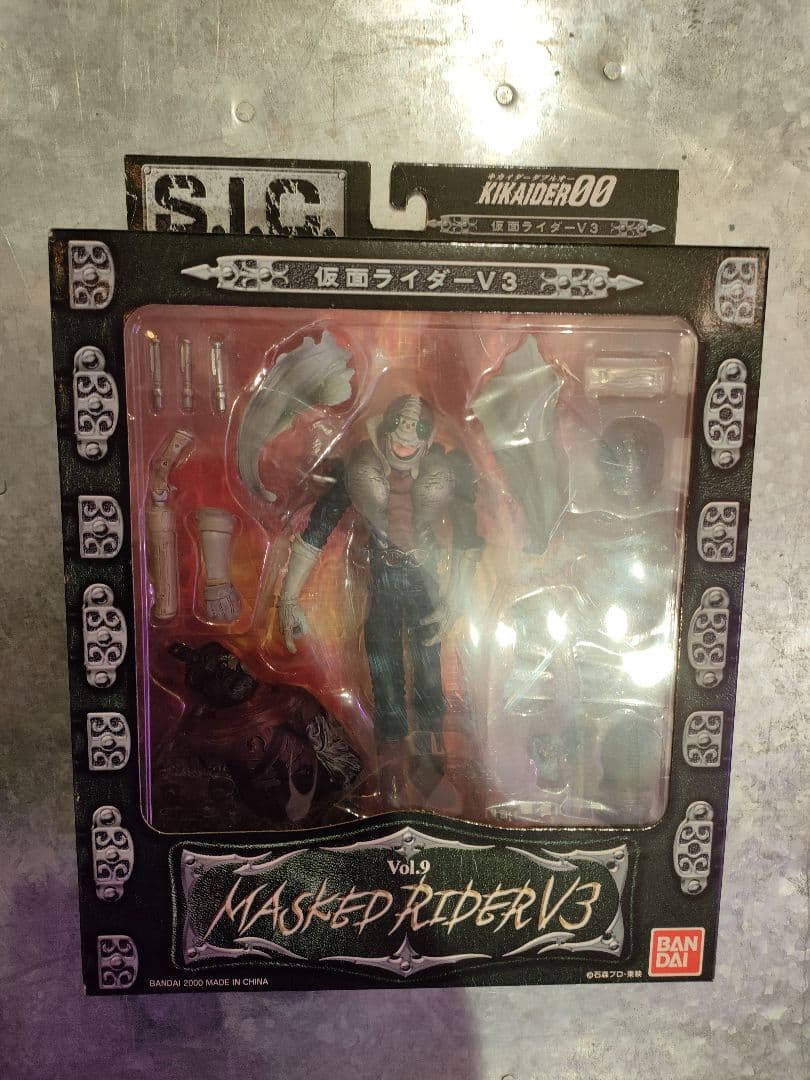 S.I.C.
キカイダーダブルオー
KIKAIDER00
仮面ライダーV3
仮面ライダーV3
Vol.9
MASKED RIDER V3
BAN
DAI
BANDAI 2000 MADE IN CHINA
©石森プロ・東映